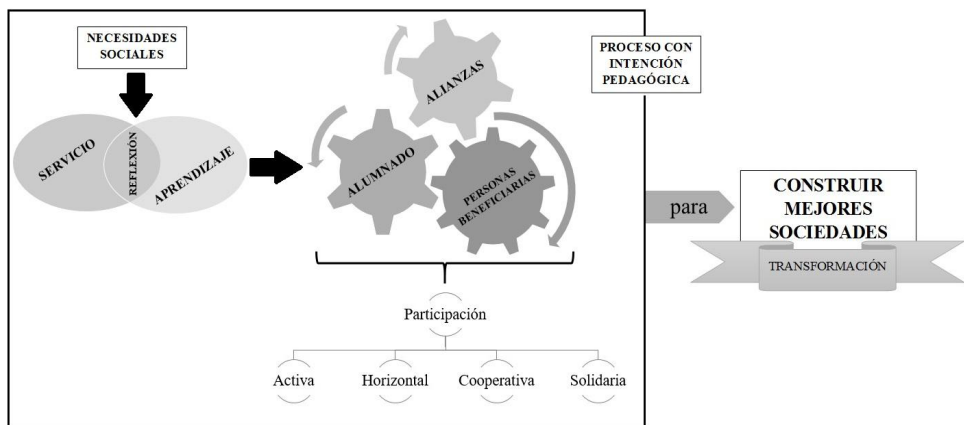 NECESIDADES
SOCIALES
SERVICIO
REFLEXIÓN
APRENDIZAJE
ALIANZAS
ALUMNADO
PERSONAS
BENEFICIARIAS
PROCESO CON
INTENCIÓN
PEDAGÓGICA
Participación
Activa
Horizontal
Cooperativa
Solidaria
para
CONSTRUIR
MEJORES
SOCIEDADES
TRANSFORMACIÓN